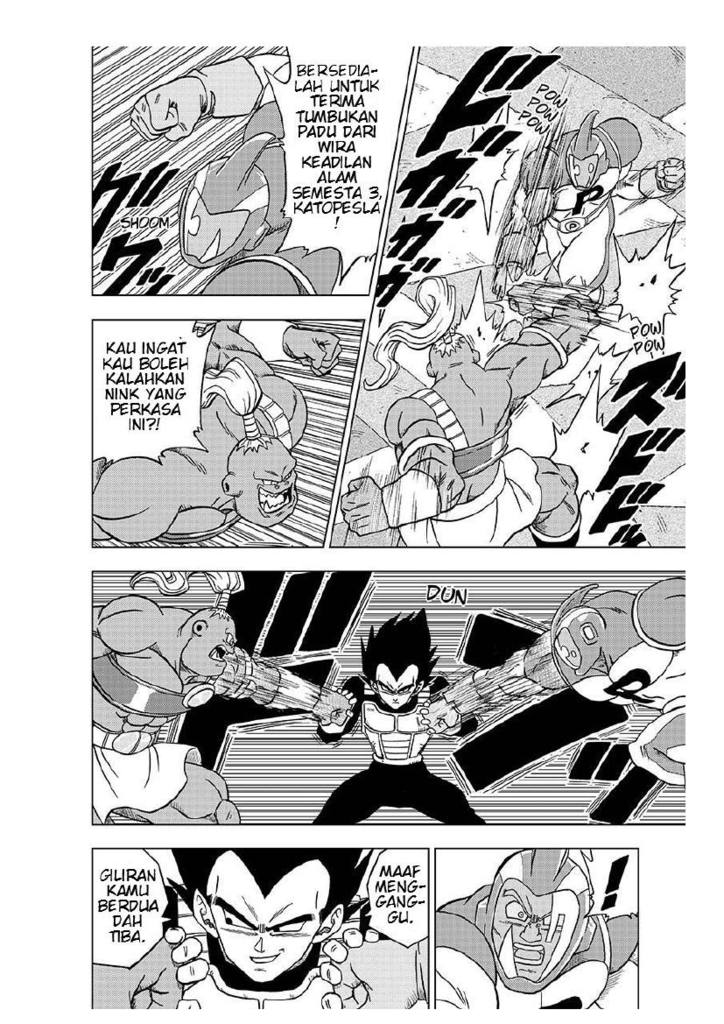 BERSEDIA-
LAH UNTUK
TERIMA
TUMBUKAN
PADU DARI
WIRA
KEADILAN
ALAM
SEMESTA 3,
KATOPESLA
!
SHOOM
POW
POW
POW
POW
POW
KAU INGAT
KAU BOLEH
KALAHKAN
NINK YANG
PERKASA
INI?!
DUN
P
MAAF
MENG-
GANG-
GU.
GILIRAN
KAMU
BERDUA
DAH
TIBA.
!